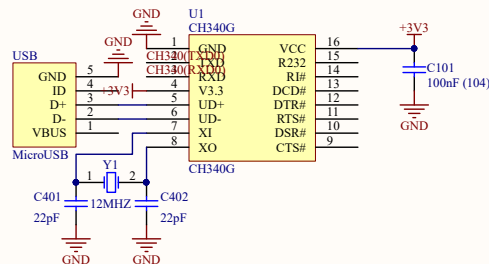 U1
CH340G
GND
+3V3
1 GND VCC 16
CH340(TXD0) 2 TXD R232 15
CH340(RXD0) 3 RXD RI# 14
+3V3 4 V3.3 DCD# 13
5 UD+ DTR# 12
6 UD- RTS# 11
7 XI DSR# 10
8 XO CTS# 9
CH340G
USB
GND
GND 5
ID 4
D+ 3
D- 2
VBUS 1
MicroUSB
C101
100nF (104)
GND
Y1
1 2
12MHZ
C401
22pF
C402
22pF
GND
GND